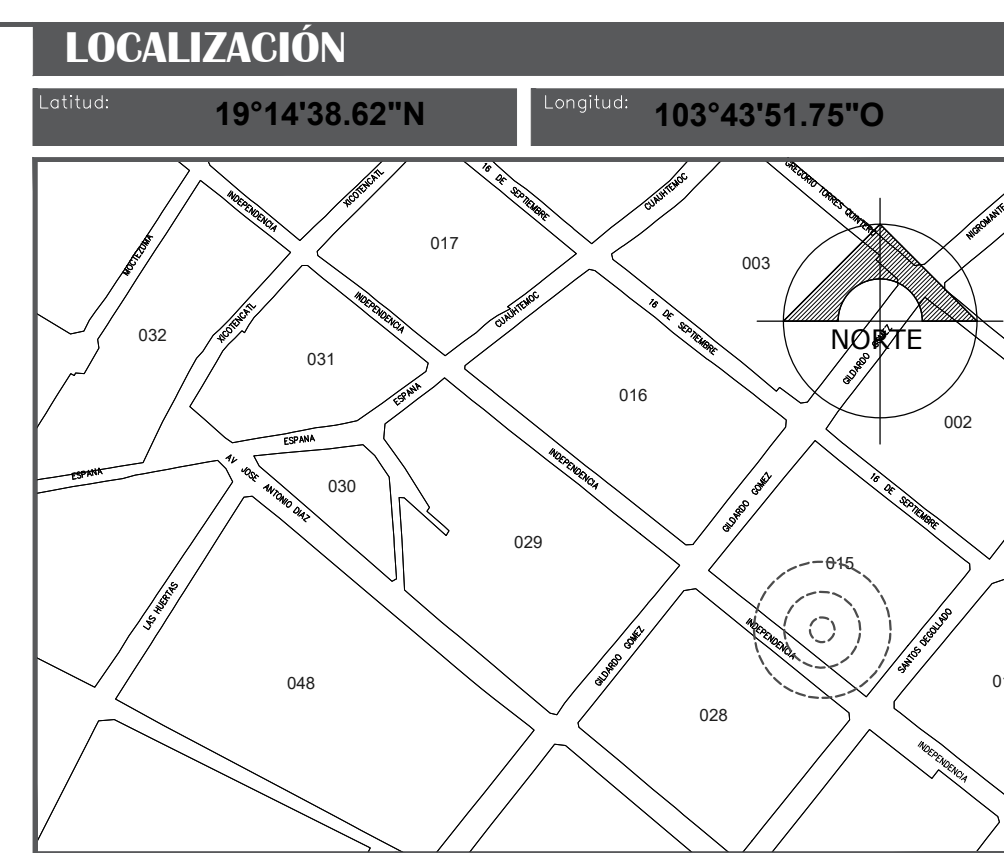 LOCALIZACIÓN
Latitud: 19°14'38.62"N
Longitud: 103°43'51.75"O
INDEPENDENCIA
XICOTENCATL
16 DE SEPTIEMBRE
CUAUHTEMOC
GREGORIO TORRES QUINTERO
NIGROMANTE
MOCTEZUMA
017
003
XICOTENCATL
INDEPENDENCIA
CUAUHTEMOC
16 DE SEPTIEMBRE
032
031
NORTE
GILDARDO GOMEZ
016
002
ESPANA
ESPANA
ESPANA
AV JOSE ANTONIO DIAZ
030
INDEPENDENCIA
GILDARDO GOMEZ
16 DE SEPTIEMBRE
029
015
LAS HUERTAS
GILDARDO GOMEZ
INDEPENDENCIA
SANTOS DEGOLLADO
048
028
INDEPENDENCIA